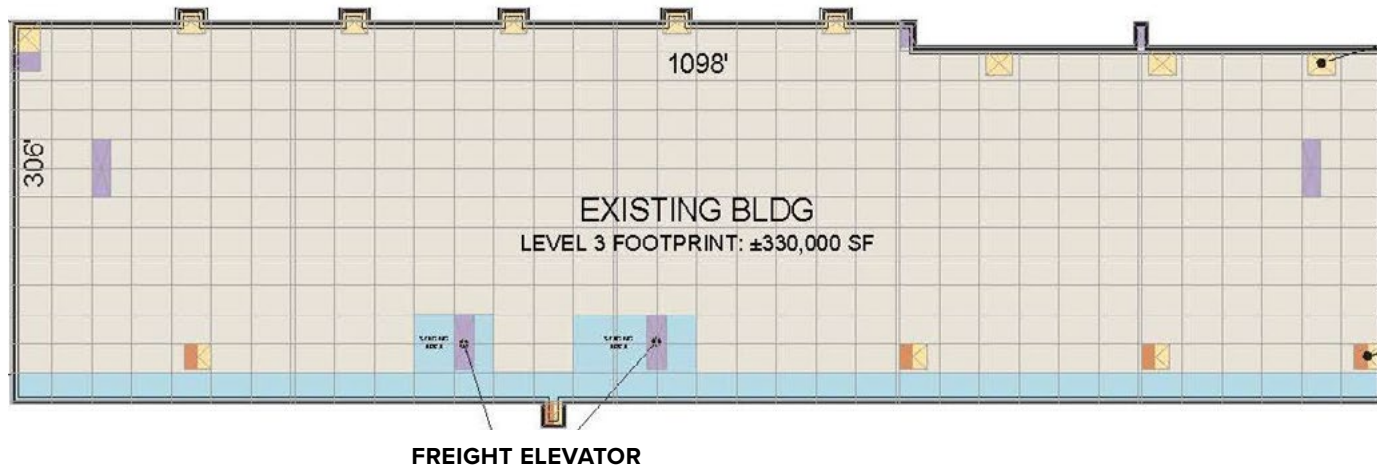 1098'
306'
EXISTING BLDG
LEVEL 3 FOOTPRINT: ±330,000 SF
FREIGHT ELEVATOR